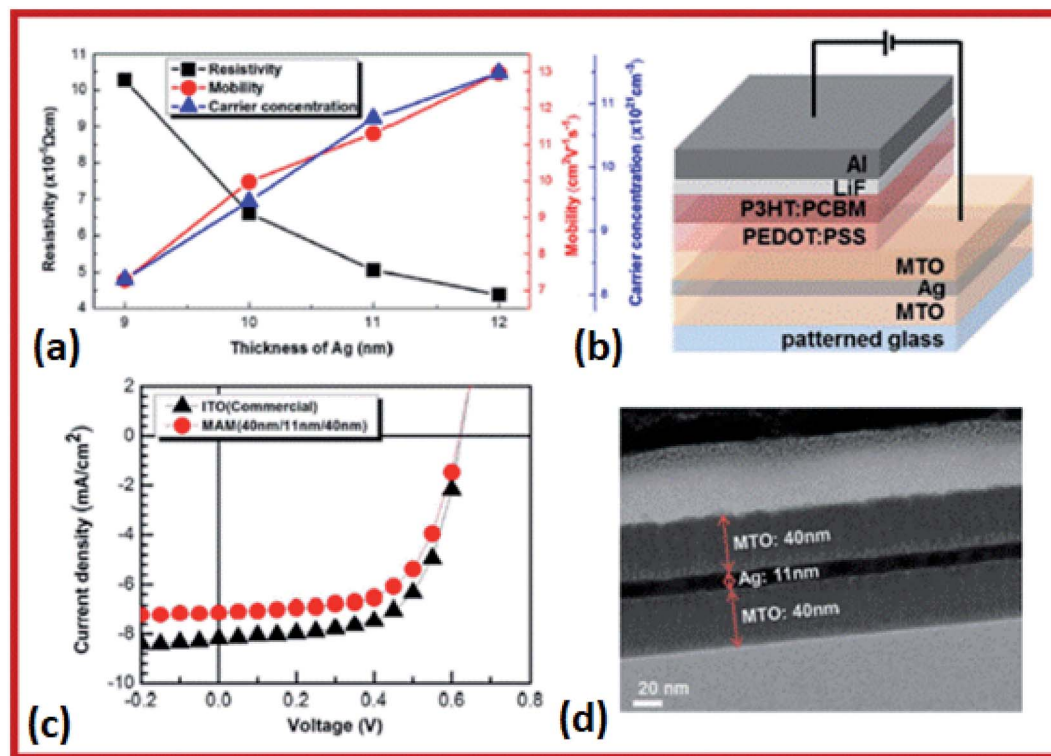 11
10
9
8
7
6
5
4
Resistivity (x10⁻⁵Ωcm)
Resistivity
Mobility
Carrier concentration
13
12
11
10
9
8
7
Mobility (cm²V⁻¹s⁻¹)
11
10
9
8
Carrier concentration (x10²¹cm⁻³)
9 10 11 12
Thickness of Ag (nm)
(a)
Al
LiF
P3HT:PCBM
PEDOT:PSS
MTO
Ag
MTO
patterned glass
(b)
2
0
-2
-4
-6
-8
-10
Current density (mA/cm²)
ITO(Commercial)
MAM(40nm/11nm/40nm)
-0.2 0.0 0.2 0.4 0.6 0.8
Voltage (V)
(c)
MTO: 40nm
Ag: 11nm
MTO: 40nm
20 nm
(d)